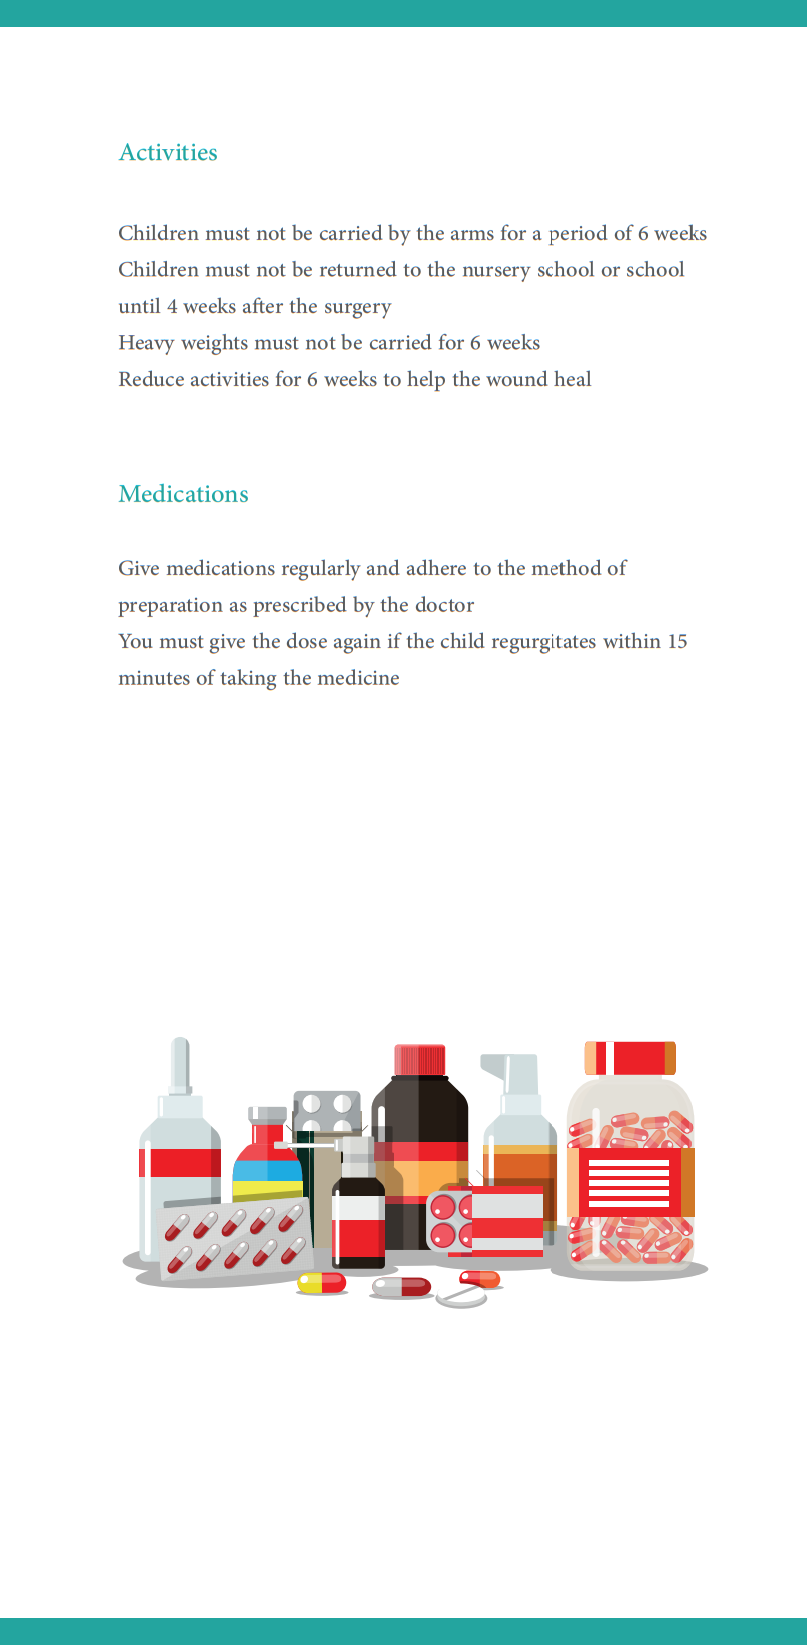 Activities
Children must not be carried by the arms for a period of 6 weeks
Children must not be returned to the nursery school or school
until 4 weeks after the surgery
Heavy weights must not be carried for 6 weeks
Reduce activities for 6 weeks to help the wound heal
Medications
Give medications regularly and adhere to the method of
preparation as prescribed by the doctor
You must give the dose again if the child regurgitates within 15
minutes of taking the medicine